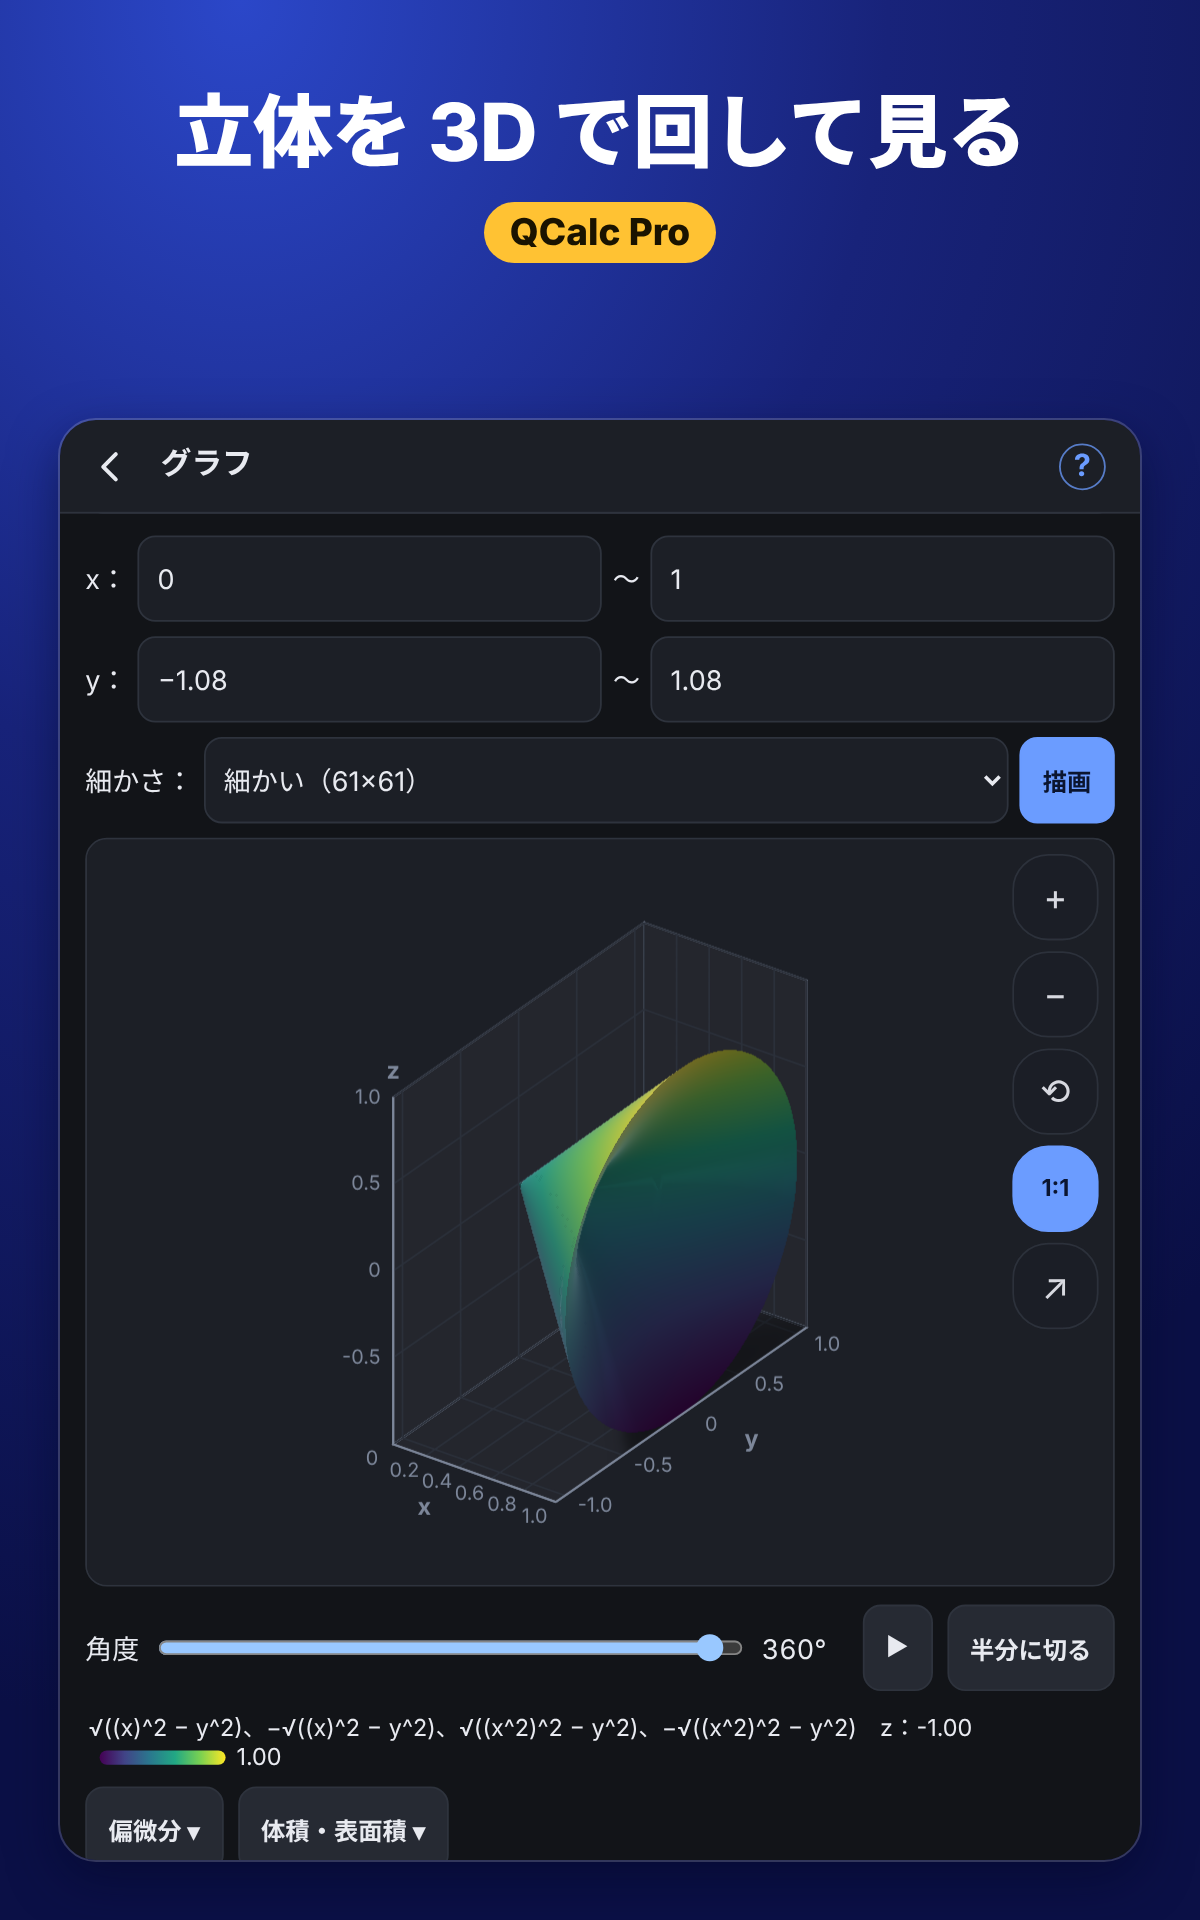 立体を 3D で回して見る
QCalc Pro
グラフ
?
x： 0 〜 1
y： −1.08 〜 1.08
細かさ： 細かい（61×61） 描画
+
−
⟲
1:1
↗
z
1.0
0.5
0
-0.5
0
0.2
0.4
0.6
0.8
1.0
x
-1.0
-0.5
0
0.5
1.0
y
角度 360° ▶ 半分に切る
√((x)^2 − y^2)、−√((x)^2 − y^2)、√((x^2)^2 − y^2)、−√((x^2)^2 − y^2) z：-1.00
1.00
偏微分 ▾ 体積・表面積 ▾